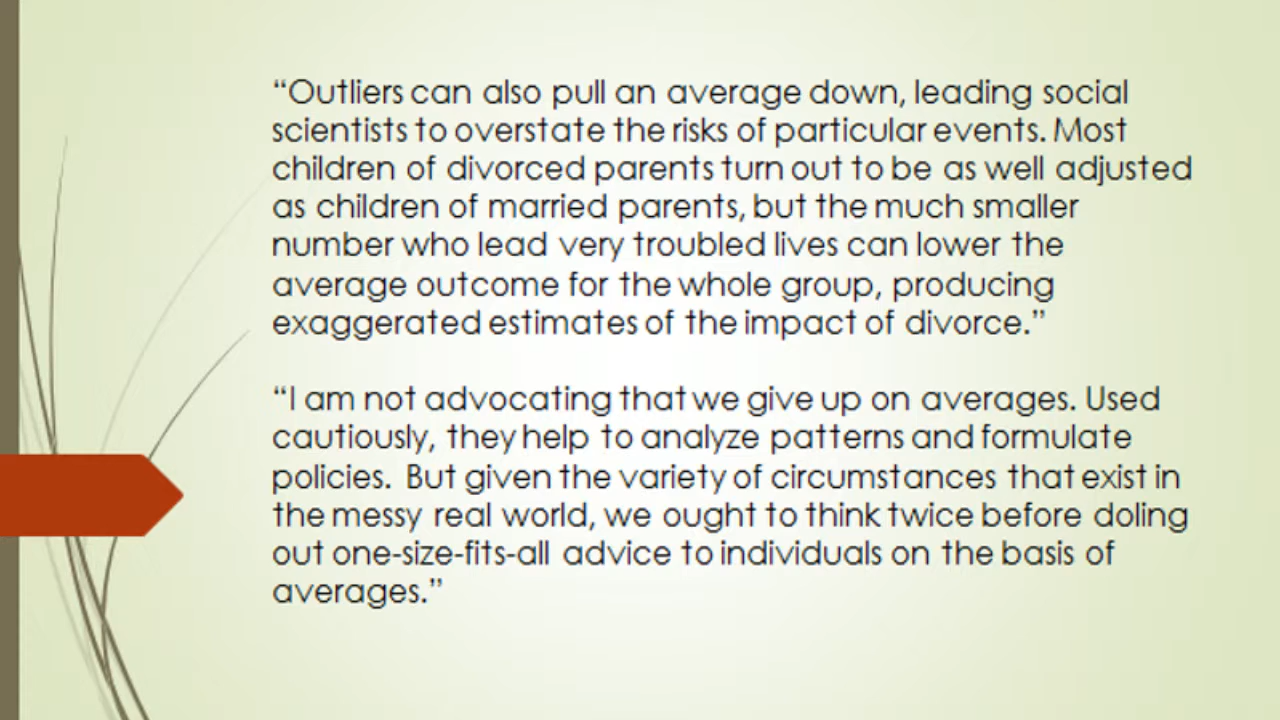 “Outliers can also pull an average down, leading social
scientists to overstate the risks of particular events. Most
children of divorced parents turn out to be as well adjusted
as children of married parents, but the much smaller
number who lead very troubled lives can lower the
average outcome for the whole group, producing
exaggerated estimates of the impact of divorce.”
“I am not advocating that we give up on averages. Used
cautiously, they help to analyze patterns and formulate
policies. But given the variety of circumstances that exist in
the messy real world, we ought to think twice before doling
out one-size-fits-all advice to individuals on the basis of
averages.”